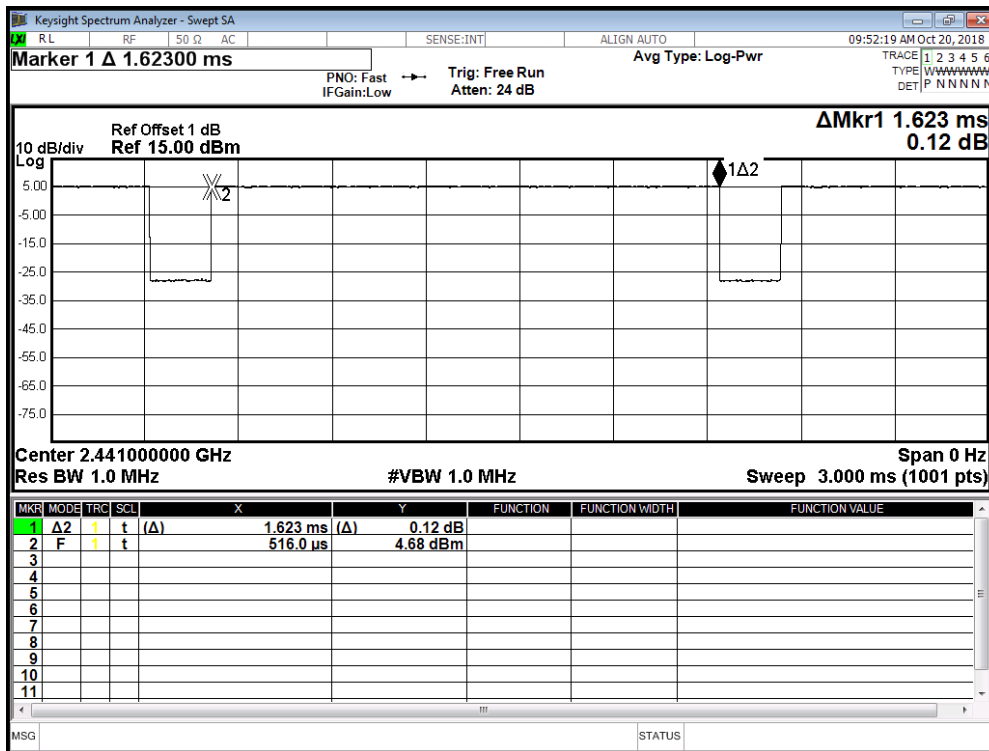 Keysight Spectrum Analyzer - Swept SA
LXI RL RF 50 Ω AC SENSE:INT ALIGN AUTO 09:52:19 AM Oct 20, 2018
Marker 1 Δ 1.62300 ms
PNO: Fast
IFGain:Low
Trig: Free Run
Atten: 24 dB
Avg Type: Log-Pwr
TRACE 1 2 3 4 5 6
TYPE WWWWWW
DET P N N N N N
ΔMkr1 1.623 ms
0.12 dB
10 dB/div
Log
Ref Offset 1 dB
Ref 15.00 dBm
5.00
-5.00
-15.0
-25.0
-35.0
-45.0
-55.0
-65.0
-75.0
2
1Δ2
Center 2.441000000 GHz Span 0 Hz
Res BW 1.0 MHz #VBW 1.0 MHz Sweep 3.000 ms (1001 pts)
MKR MODE TRC SCL X Y FUNCTION FUNCTION WIDTH FUNCTION VALUE
1 Δ2 1 t (Δ) 1.623 ms (Δ) 0.12 dB
2 F 1 t 516.0 µs 4.68 dBm
3
4
5
6
7
8
9
10
11
MSG STATUS